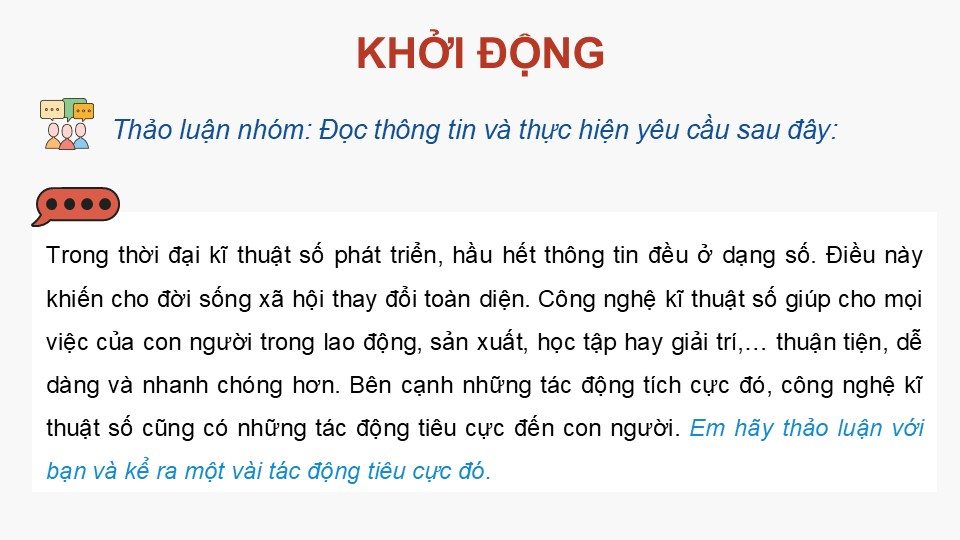 KHỞI ĐỘNG
Thảo luận nhóm: Đọc thông tin và thực hiện yêu cầu sau đây:
Trong thời đại kĩ thuật số phát triển, hầu hết thông tin đều ở dạng số. Điều này
khiến cho đời sống xã hội thay đổi toàn diện. Công nghệ kĩ thuật số giúp cho mọi
việc của con người trong lao động, sản xuất, học tập hay giải trí,… thuận tiện, dễ
dàng và nhanh chóng hơn. Bên cạnh những tác động tích cực đó, công nghệ kĩ
thuật số cũng có những tác động tiêu cực đến con người. Em hãy thảo luận với
bạn và kể ra một vài tác động tiêu cực đó.